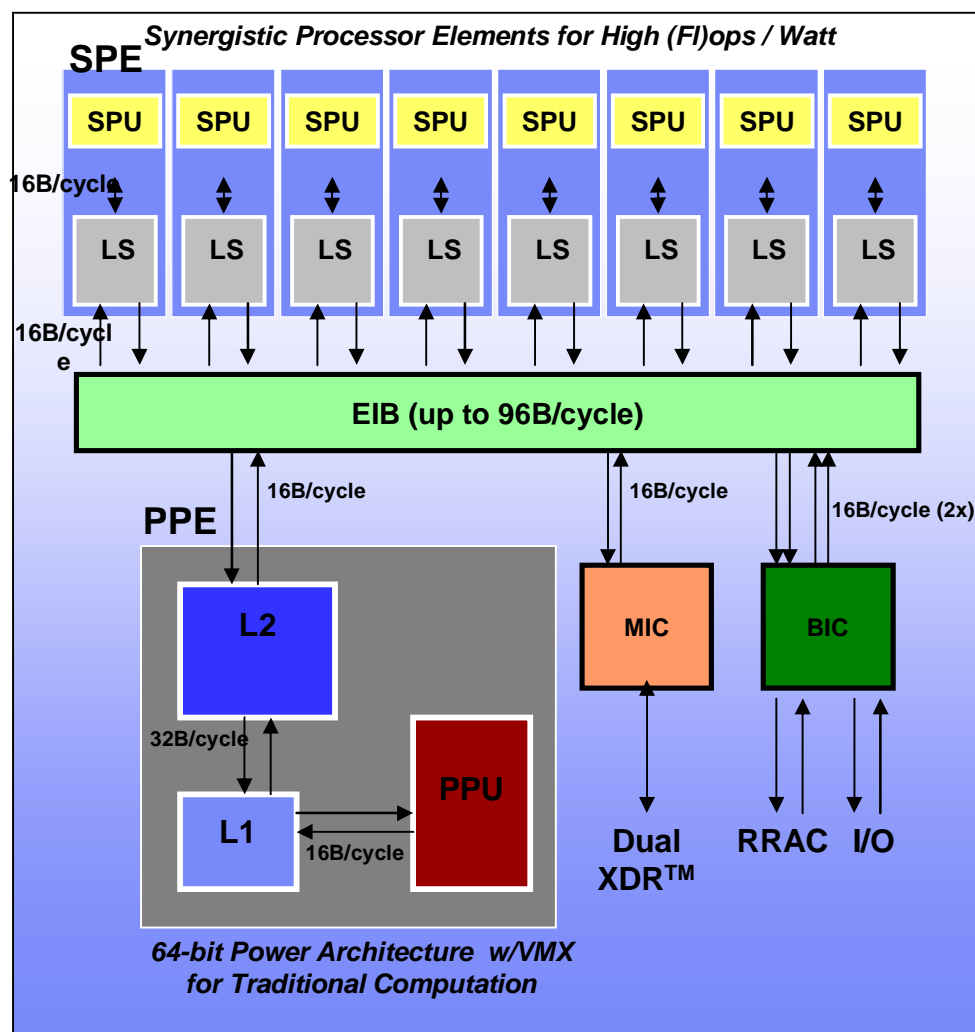 Synergistic Processor Elements for High (Fl)ops / Watt
SPE
SPU SPU SPU SPU SPU SPU SPU SPU
16B/cycle
LS LS LS LS LS LS LS LS
16B/cycl
e
EIB (up to 96B/cycle)
16B/cycle
16B/cycle
16B/cycle (2x)
PPE
L2
MIC
BIC
32B/cycle
PPU
L1
16B/cycle
Dual
XDR™
RRAC
I/O
64-bit Power Architecture w/VMX
for Traditional Computation